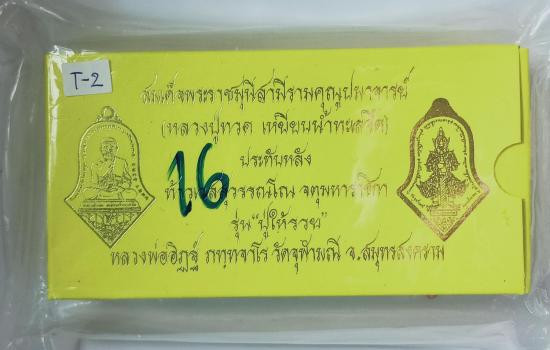 T-2
สมเด็จพระราชมุนีสามีรามคุณูปมาจารย์
(หลวงปู่ทวด เหยียบน้ำทะเลจืด)
ประทับหลัง
16
ท้าวเวสสุวรรณโณ จตุมหาราชิกา
รุ่น "ปู่ให้รวย"
หลวงพ่ออิฏฐ์ ภทฺทจาโร วัดจุฬามณี จ.สมุทรสงคราม